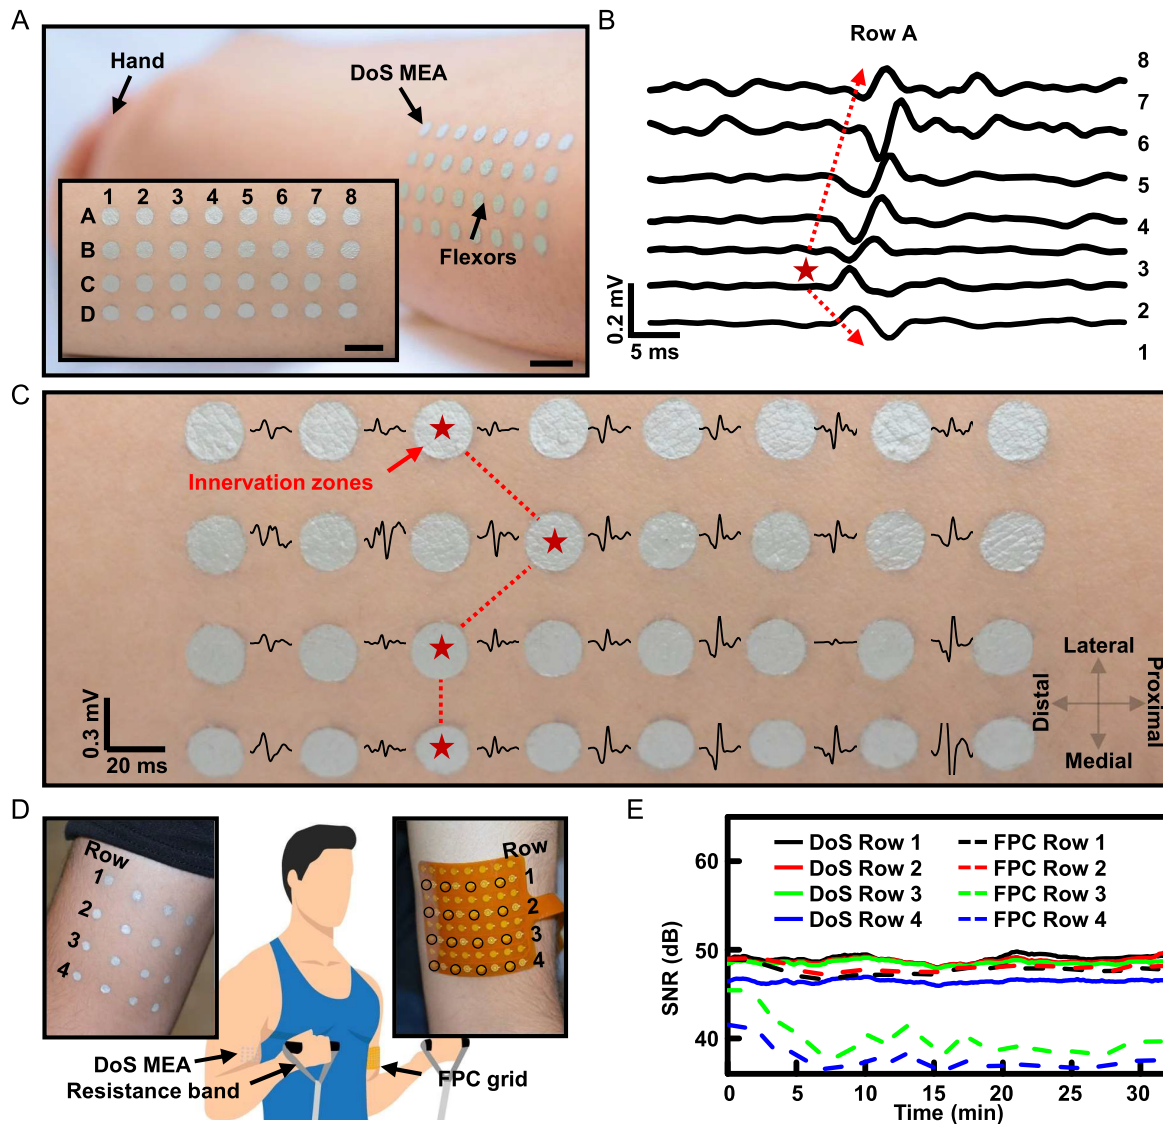 A
Hand
DoS MEA
1 2 3 4 5 6 7 8
A
B
C
D
Flexors
B
Row A
8
7
6
5
4
3
2
1
0.2 mV
5 ms
C
Innervation zones
0.3 mV
20 ms
Lateral
Distal
Proximal
Medial
D
Row
1
2
3
4
Row
1
2
3
4
DoS MEA
Resistance band
FPC grid
E
DoS Row 1 FPC Row 1
DoS Row 2 FPC Row 2
DoS Row 3 FPC Row 3
DoS Row 4 FPC Row 4
60
50
40
SNR (dB)
0 5 10 15 20 25 30
Time (min)